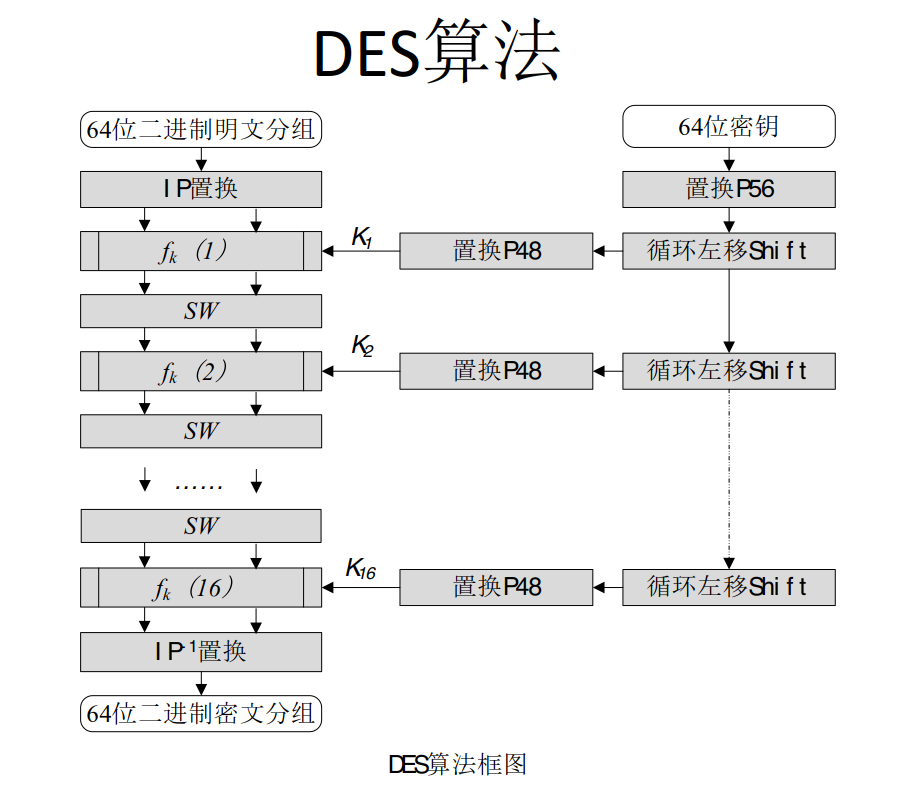 DES算法
64位二进制明文分组
64位密钥
IP置换
置换P56
fk（1）
K1
置换P48
循环左移Shift
SW
fk（2）
K2
置换P48
循环左移Shift
SW
……
SW
fk（16）
K16
置换P48
循环左移Shift
IP-1置换
64位二进制密文分组
DES算法框图